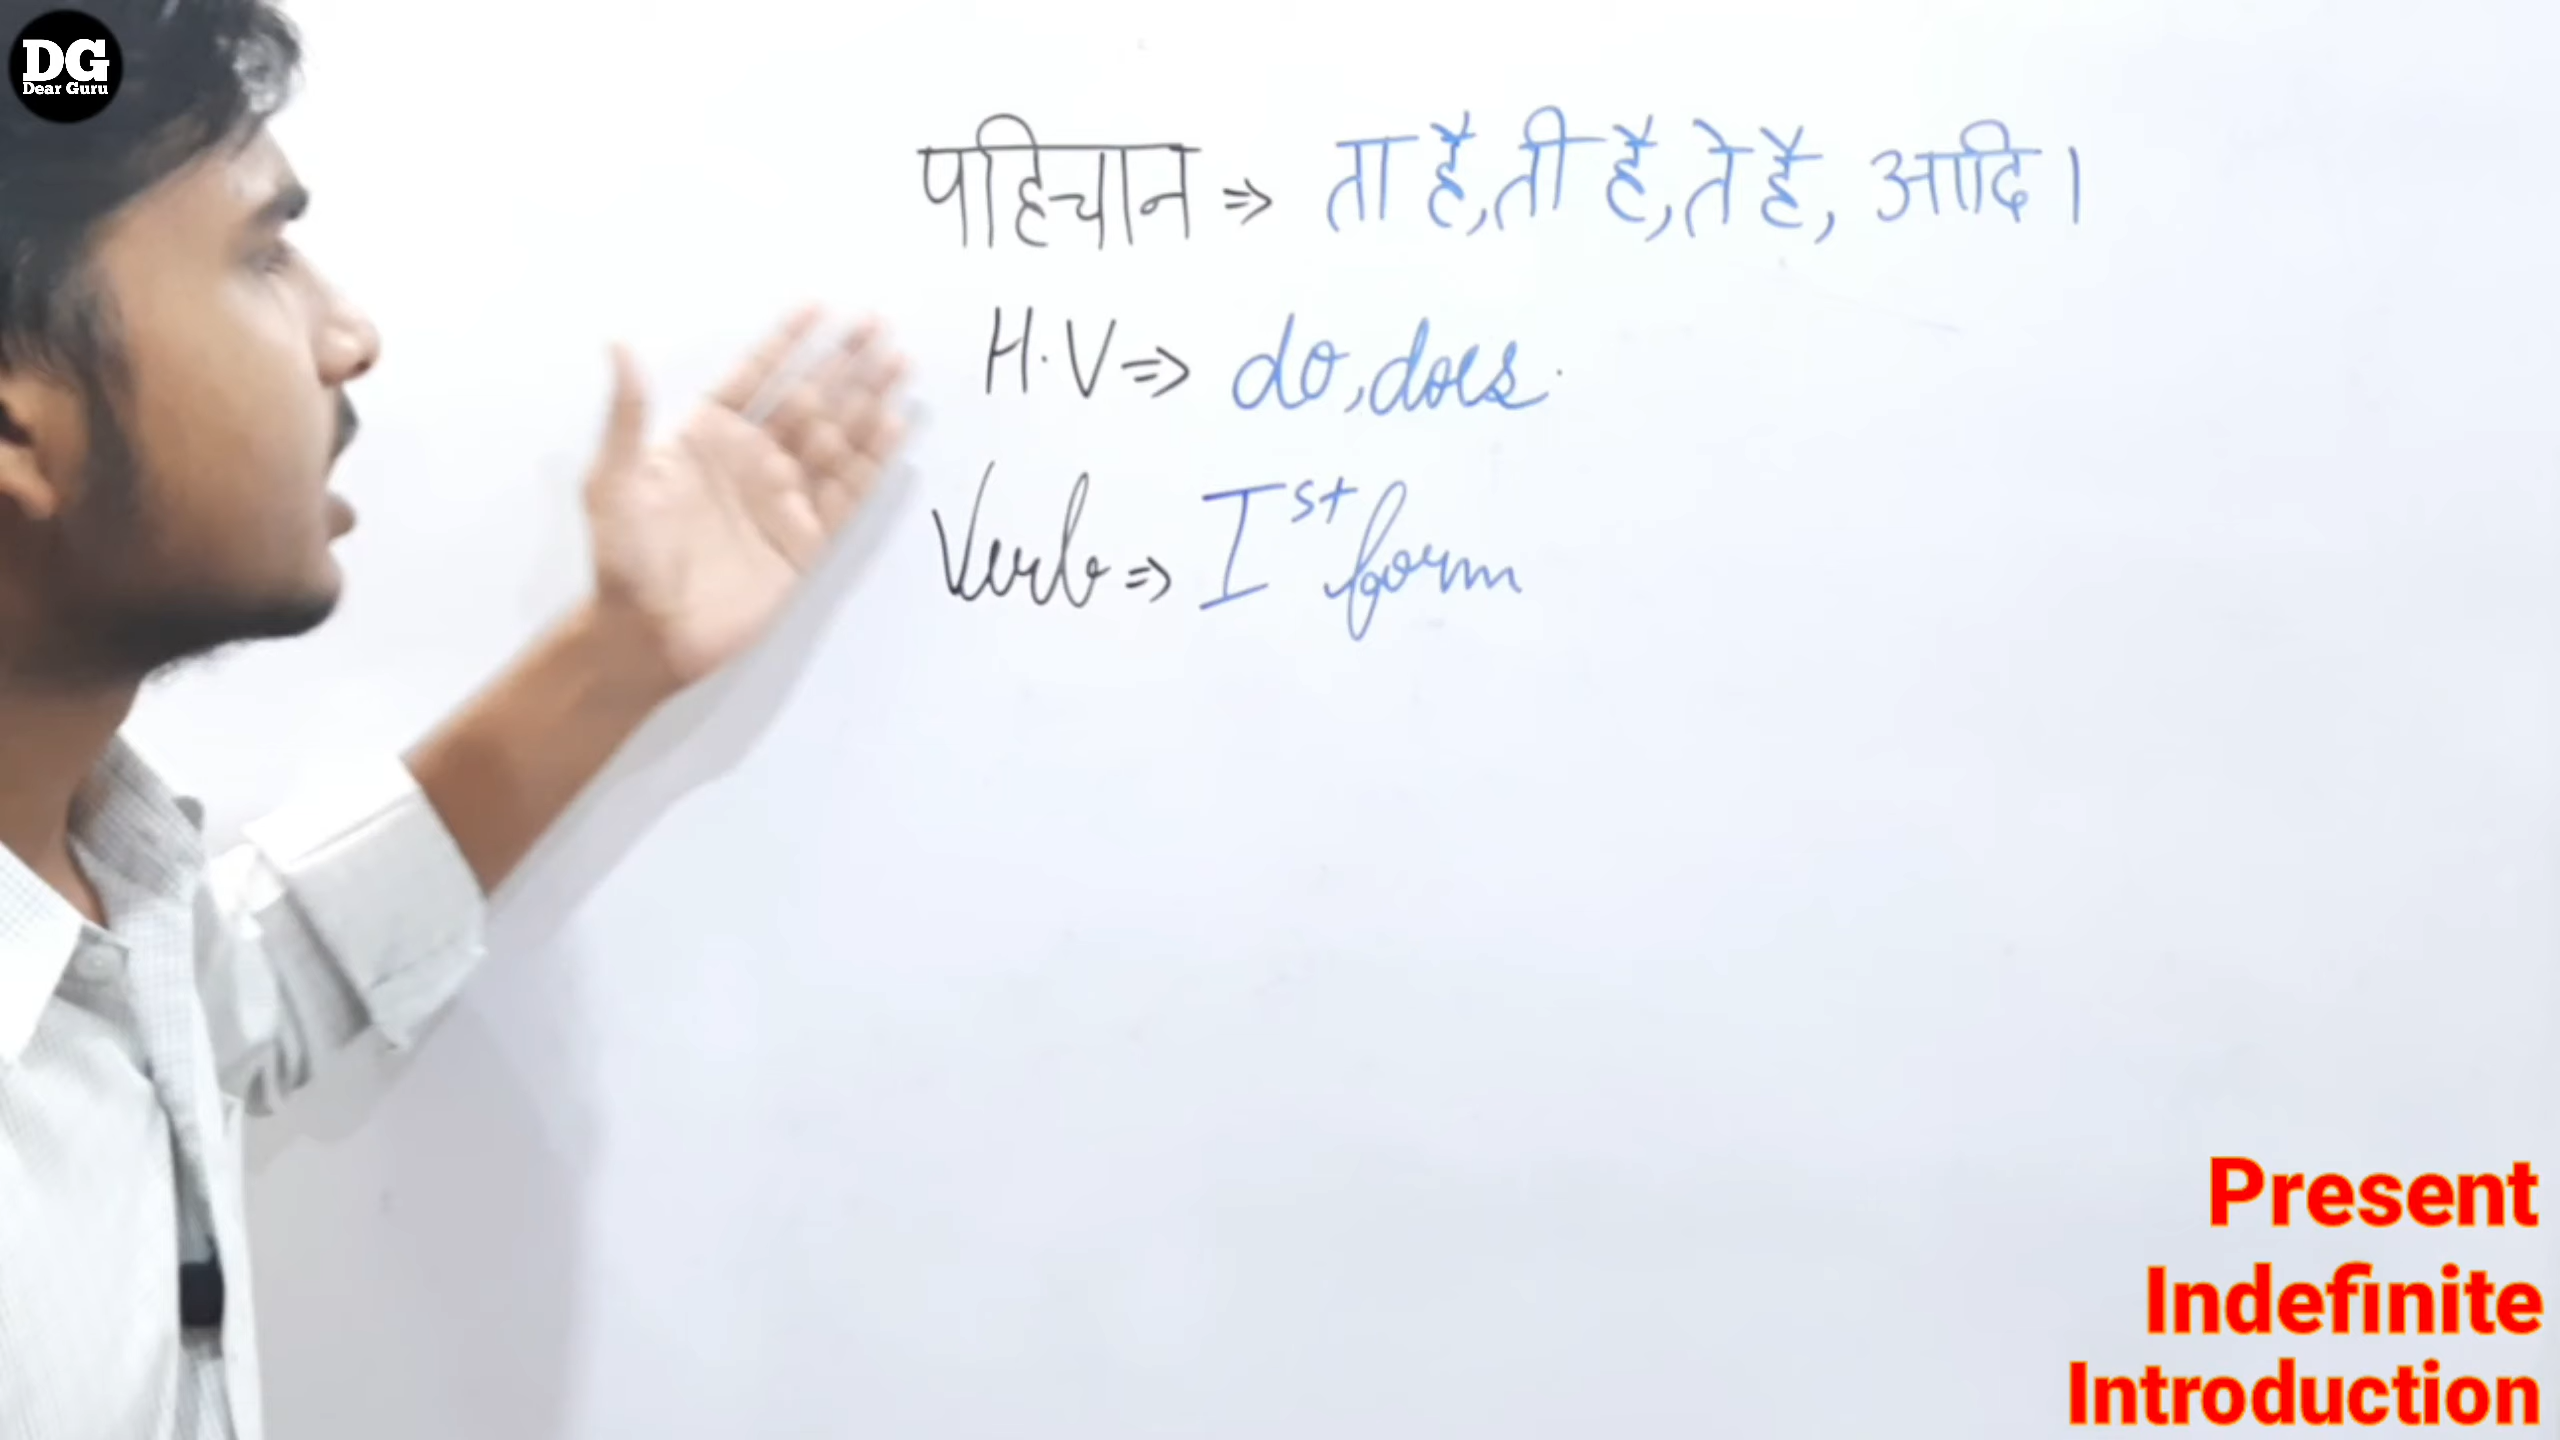 DG
Dear Guru
पहिचान ⇒ ता है, ती है, ते है, आदि।
H.V ⇒ do, does.
Verb ⇒ Ist form
Present
Indefinite
Introduction